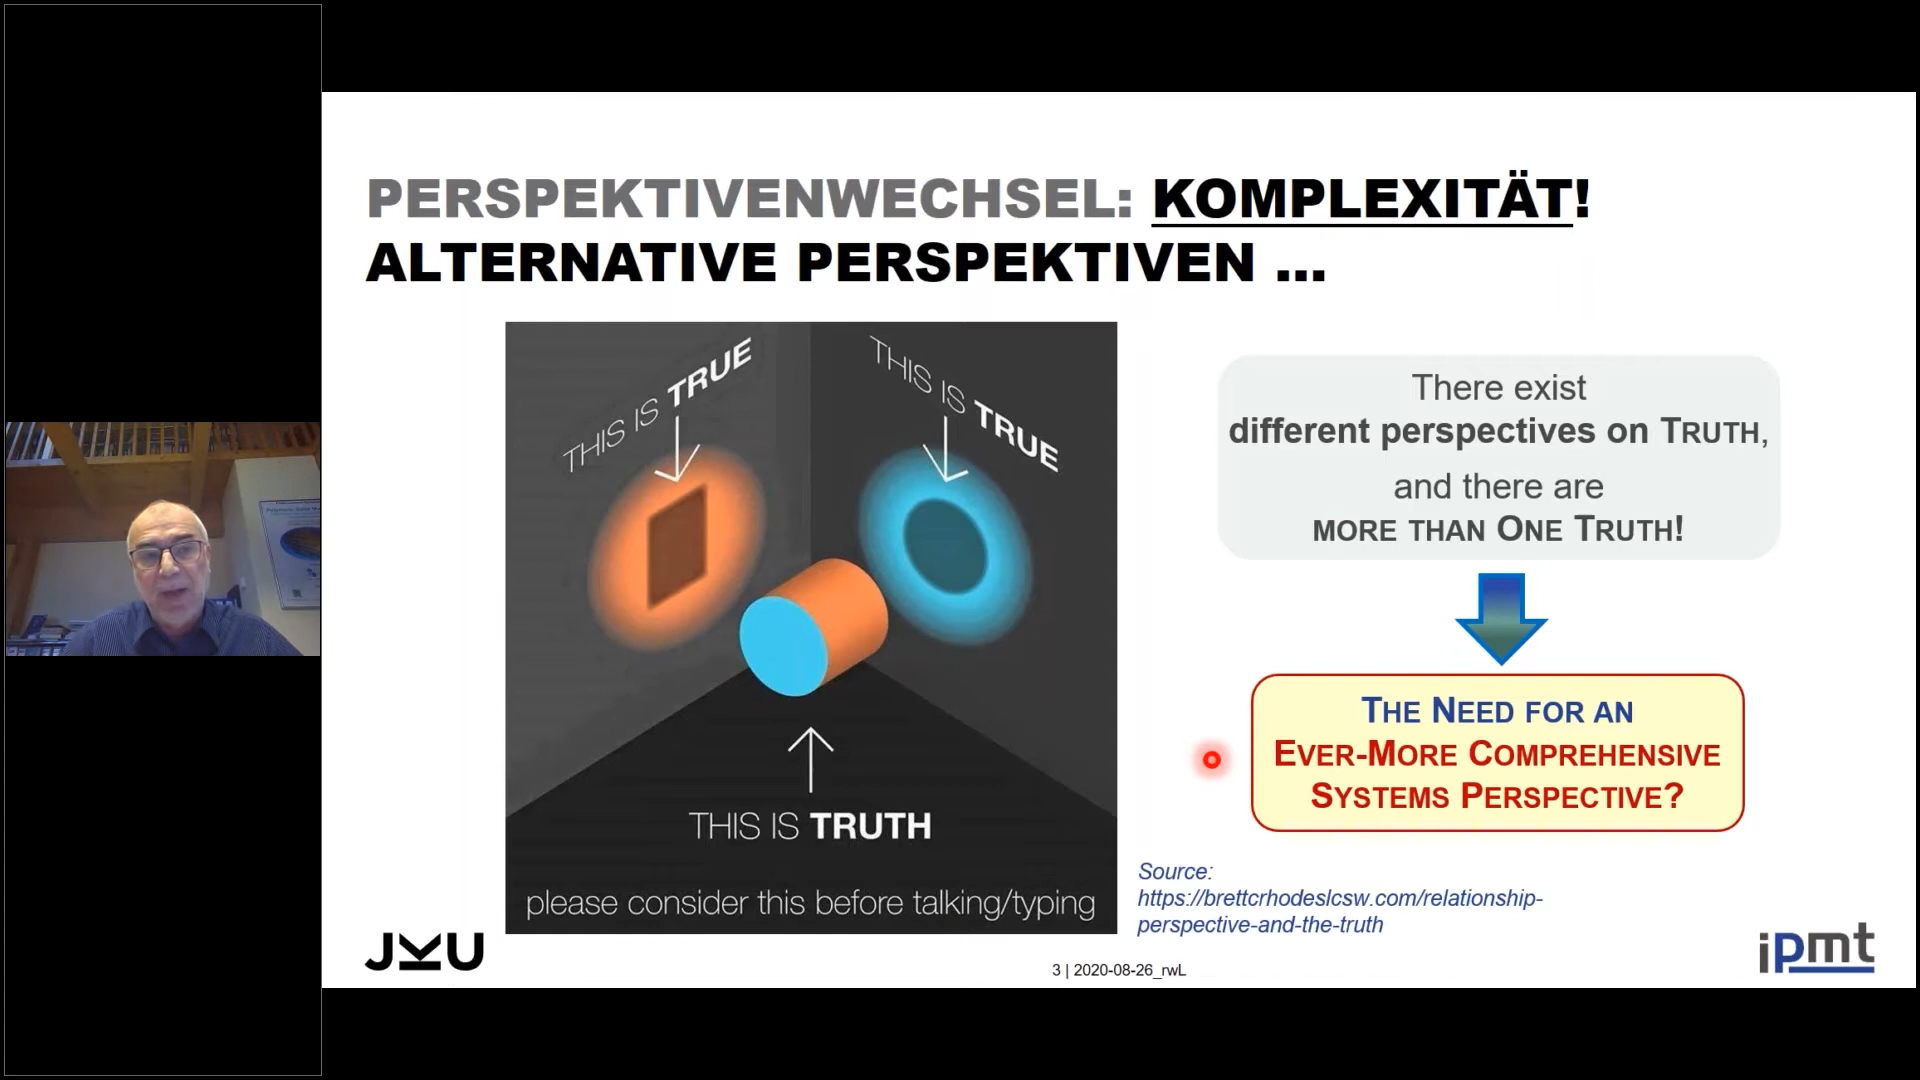 PERSPEKTIVENWECHSEL: KOMPLEXITÄT!
ALTERNATIVE PERSPEKTIVEN ...
THIS IS TRUE
THIS IS TRUE
THIS IS TRUTH
please consider this before talking/typing
There exist
different perspectives on TRUTH,
and there are
MORE THAN ONE TRUTH!
THE NEED FOR AN
EVER-MORE COMPREHENSIVE
SYSTEMS PERSPECTIVE?
Source:
https://brettcrhodeslcsw.com/relationship-
perspective-and-the-truth
JKU
3 | 2020-08-26_rwL
ipmt